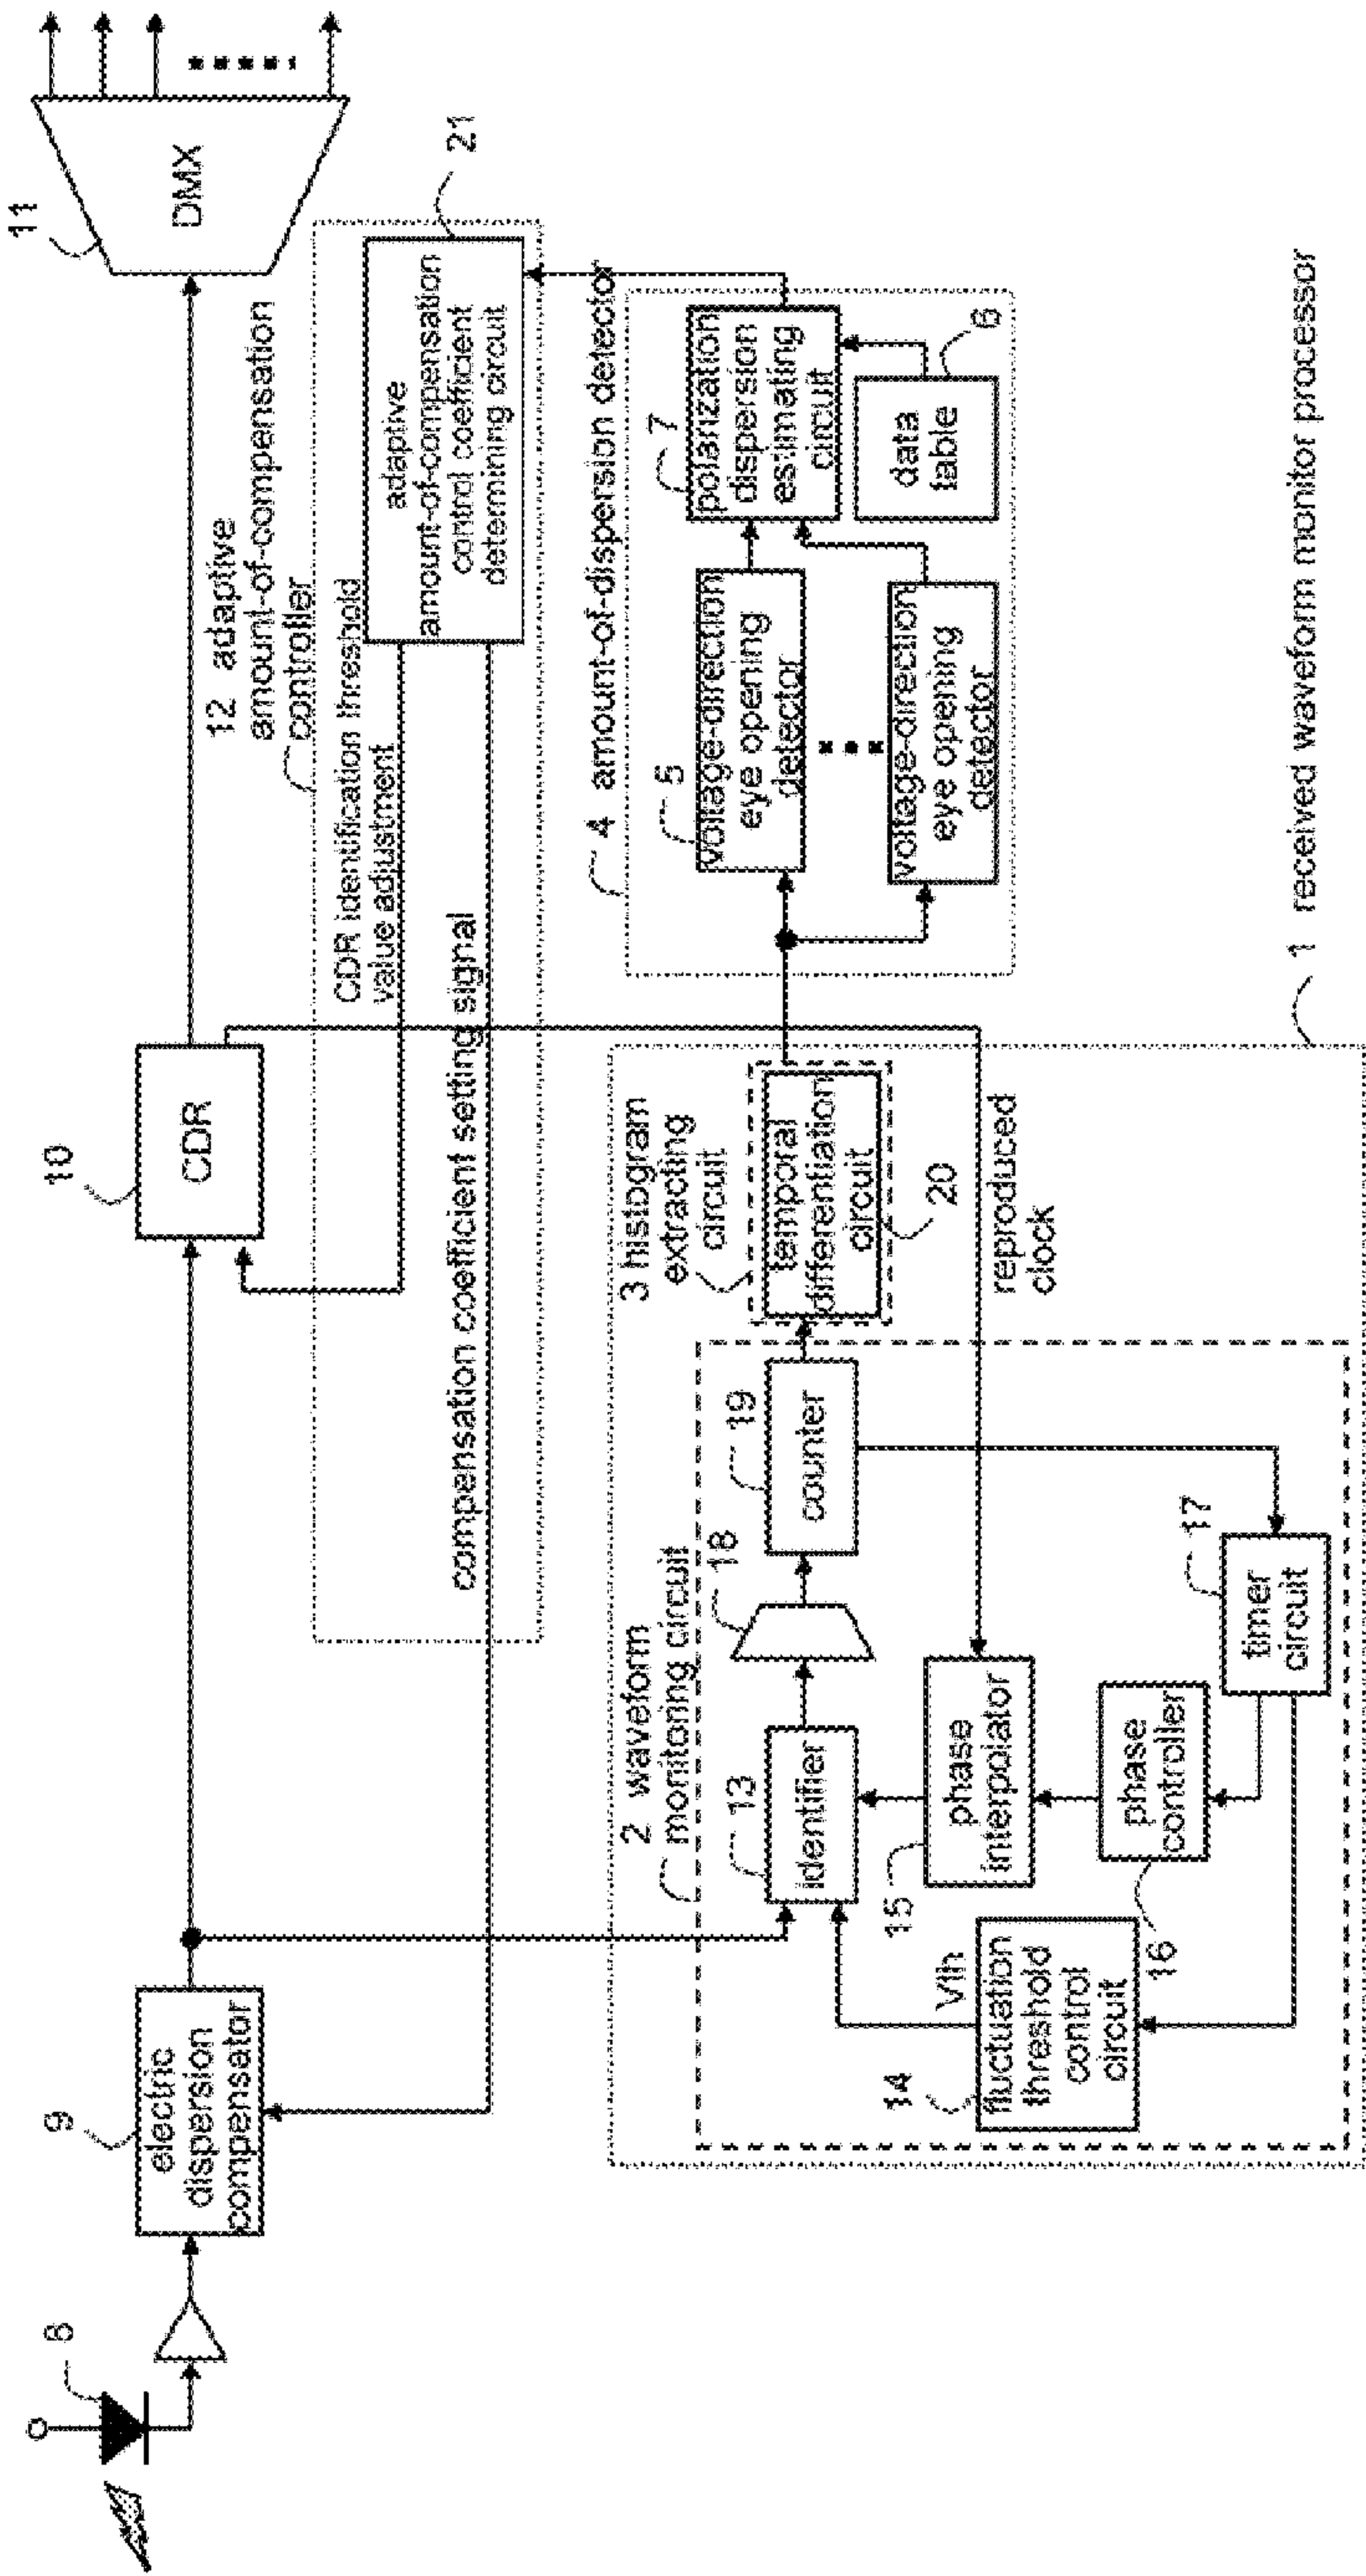 8
9
electric
dispersion
compensator
10
CDR
11
DMX
12 adaptive
amount-of-compensation
controller
CDR identification threshold
value adjustment
compensation coefficient setting signal
adaptive
amount-of-compensation
control coefficient
determining circuit
21
2 waveform
monitoring circuit
13
identifier
18
19
counter
3 histogram
extracting
circuit
temporal
differentiation
circuit
20
reproduced
clock
Vth
14
fluctuation
threshold
control
circuit
15
phase
interpolator
16
phase
controller
17
timer
circuit
4 amount-of-dispersion detector
5
voltage-direction
eye opening
detector
voltage-direction
eye opening
detector
7
polarization
dispersion
estimating
circuit
data
table
6
1 received waveform monitor processor